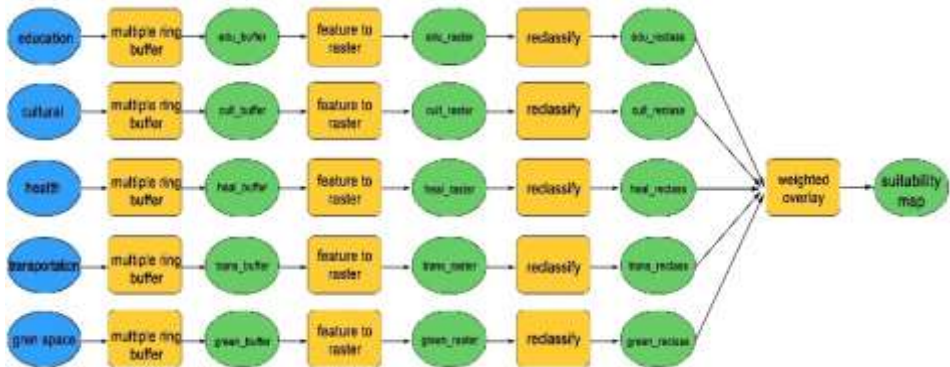 education
multiple ring
buffer
edu_buffer
feature to
raster
edu_raster
reclassify
edu_reclass
cultural
multiple ring
buffer
cult_buffer
feature to
raster
cult_raster
reclassify
cult_reclass
health
multiple ring
buffer
heal_buffer
feature to
raster
heal_raster
reclassify
heal_reclass
weighted
overlay
suitability
map
transportation
multiple ring
buffer
trans_buffer
feature to
raster
trans_raster
reclassify
trans_reclass
gren space
multiple ring
buffer
green_buffer
feature to
raster
green_raster
reclassify
green_reclass